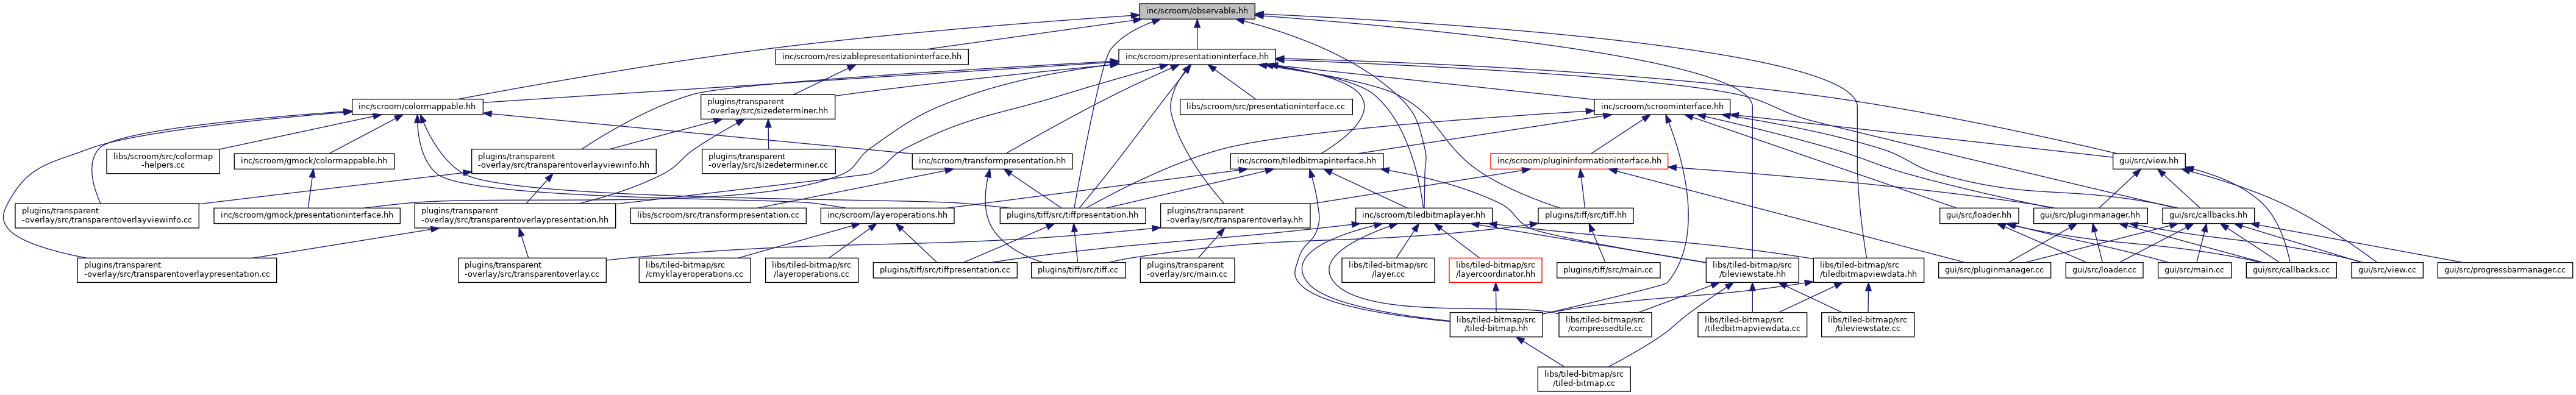 inc/scroom/observable.hh
inc/scroom/resizablepresentationinterface.hh
inc/scroom/presentationinterface.hh
inc/scroom/colormappable.hh
plugins/transparent
-overlay/src/sizedeterminer.hh
libs/scroom/src/presentationinterface.cc
inc/scroom/scroominterface.hh
libs/scroom/src/colormap
-helpers.cc
inc/scroom/gmock/colormappable.hh
plugins/transparent
-overlay/src/transparentoverlayviewinfo.hh
plugins/transparent
-overlay/src/sizedeterminer.cc
inc/scroom/transformpresentation.hh
inc/scroom/tiledbitmapinterface.hh
inc/scroom/plugininformationinterface.hh
gui/src/view.hh
plugins/transparent
-overlay/src/transparentoverlayviewinfo.cc
inc/scroom/gmock/presentationinterface.hh
plugins/transparent
-overlay/src/transparentoverlaypresentation.hh
libs/scroom/src/transformpresentation.cc
inc/scroom/layeroperations.hh
plugins/tiff/src/tiffpresentation.hh
plugins/transparent
-overlay/src/transparentoverlay.hh
inc/scroom/tiledbitmaplayer.hh
plugins/tiff/src/tiff.hh
gui/src/loader.hh
gui/src/pluginmanager.hh
gui/src/callbacks.hh
plugins/transparent
-overlay/src/transparentoverlaypresentation.cc
plugins/transparent
-overlay/src/transparentoverlay.cc
libs/tiled-bitmap/src
/cmyklayeroperations.cc
libs/tiled-bitmap/src
/layeroperations.cc
plugins/tiff/src/tiffpresentation.cc
plugins/tiff/src/tiff.cc
plugins/transparent
-overlay/src/main.cc
libs/tiled-bitmap/src
/layer.cc
libs/tiled-bitmap/src
/layercoordinator.hh
plugins/tiff/src/main.cc
libs/tiled-bitmap/src
/tileviewstate.hh
libs/tiled-bitmap/src
/tiledbitmapviewdata.hh
gui/src/pluginmanager.cc
gui/src/loader.cc
gui/src/main.cc
gui/src/callbacks.cc
gui/src/view.cc
gui/src/progressbarmanager.cc
libs/tiled-bitmap/src
/tiled-bitmap.hh
libs/tiled-bitmap/src
/compressedtile.cc
libs/tiled-bitmap/src
/tiledbitmapviewdata.cc
libs/tiled-bitmap/src
/tileviewstate.cc
libs/tiled-bitmap/src
/tiled-bitmap.cc